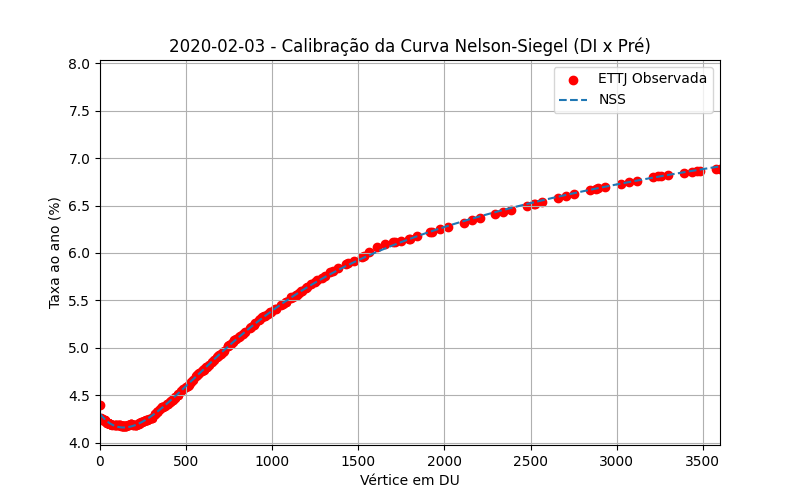 2020-02-03 - Calibração da Curva Nelson-Siegel (DI x Pré)
ETTJ Observada
NSS
8.0
7.5
7.0
6.5
6.0
5.5
5.0
4.5
4.0
Taxa ao ano (%)
0 500 1000 1500 2000 2500 3000 3500
Vértice em DU